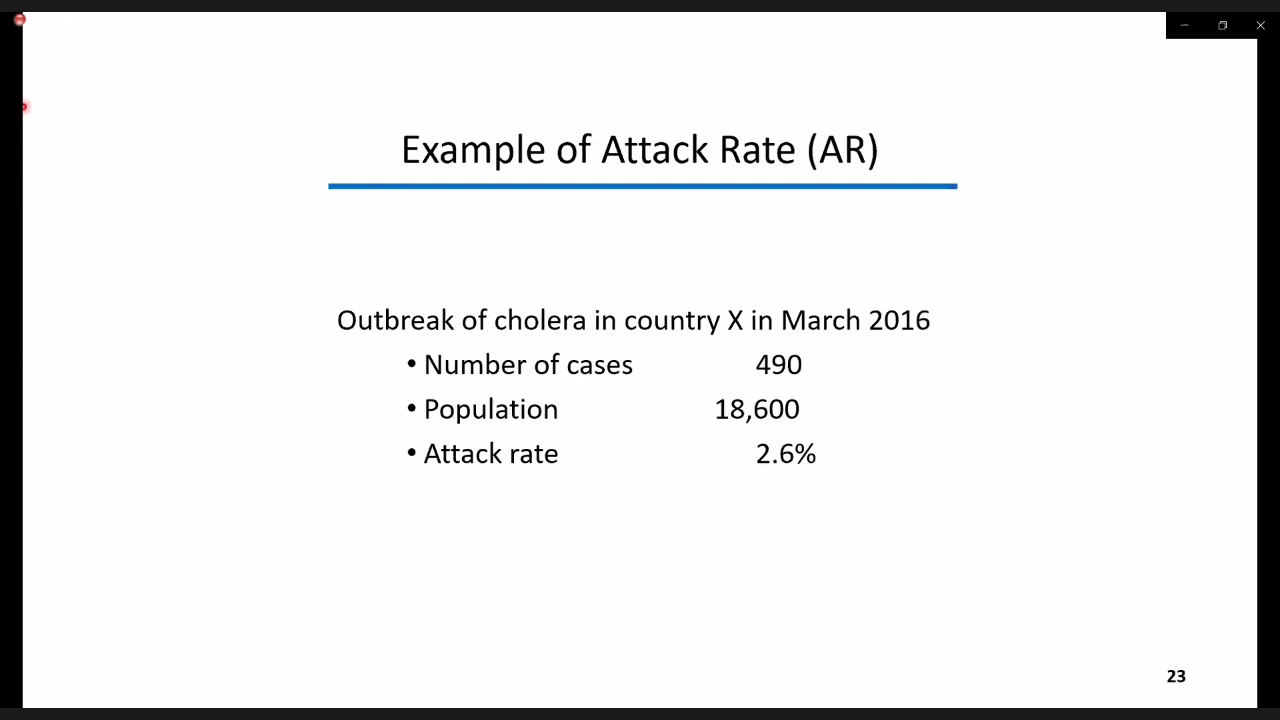 Example of Attack Rate (AR)
Outbreak of cholera in country X in March 2016
• Number of cases 490
• Population 18,600
• Attack rate 2.6%
23